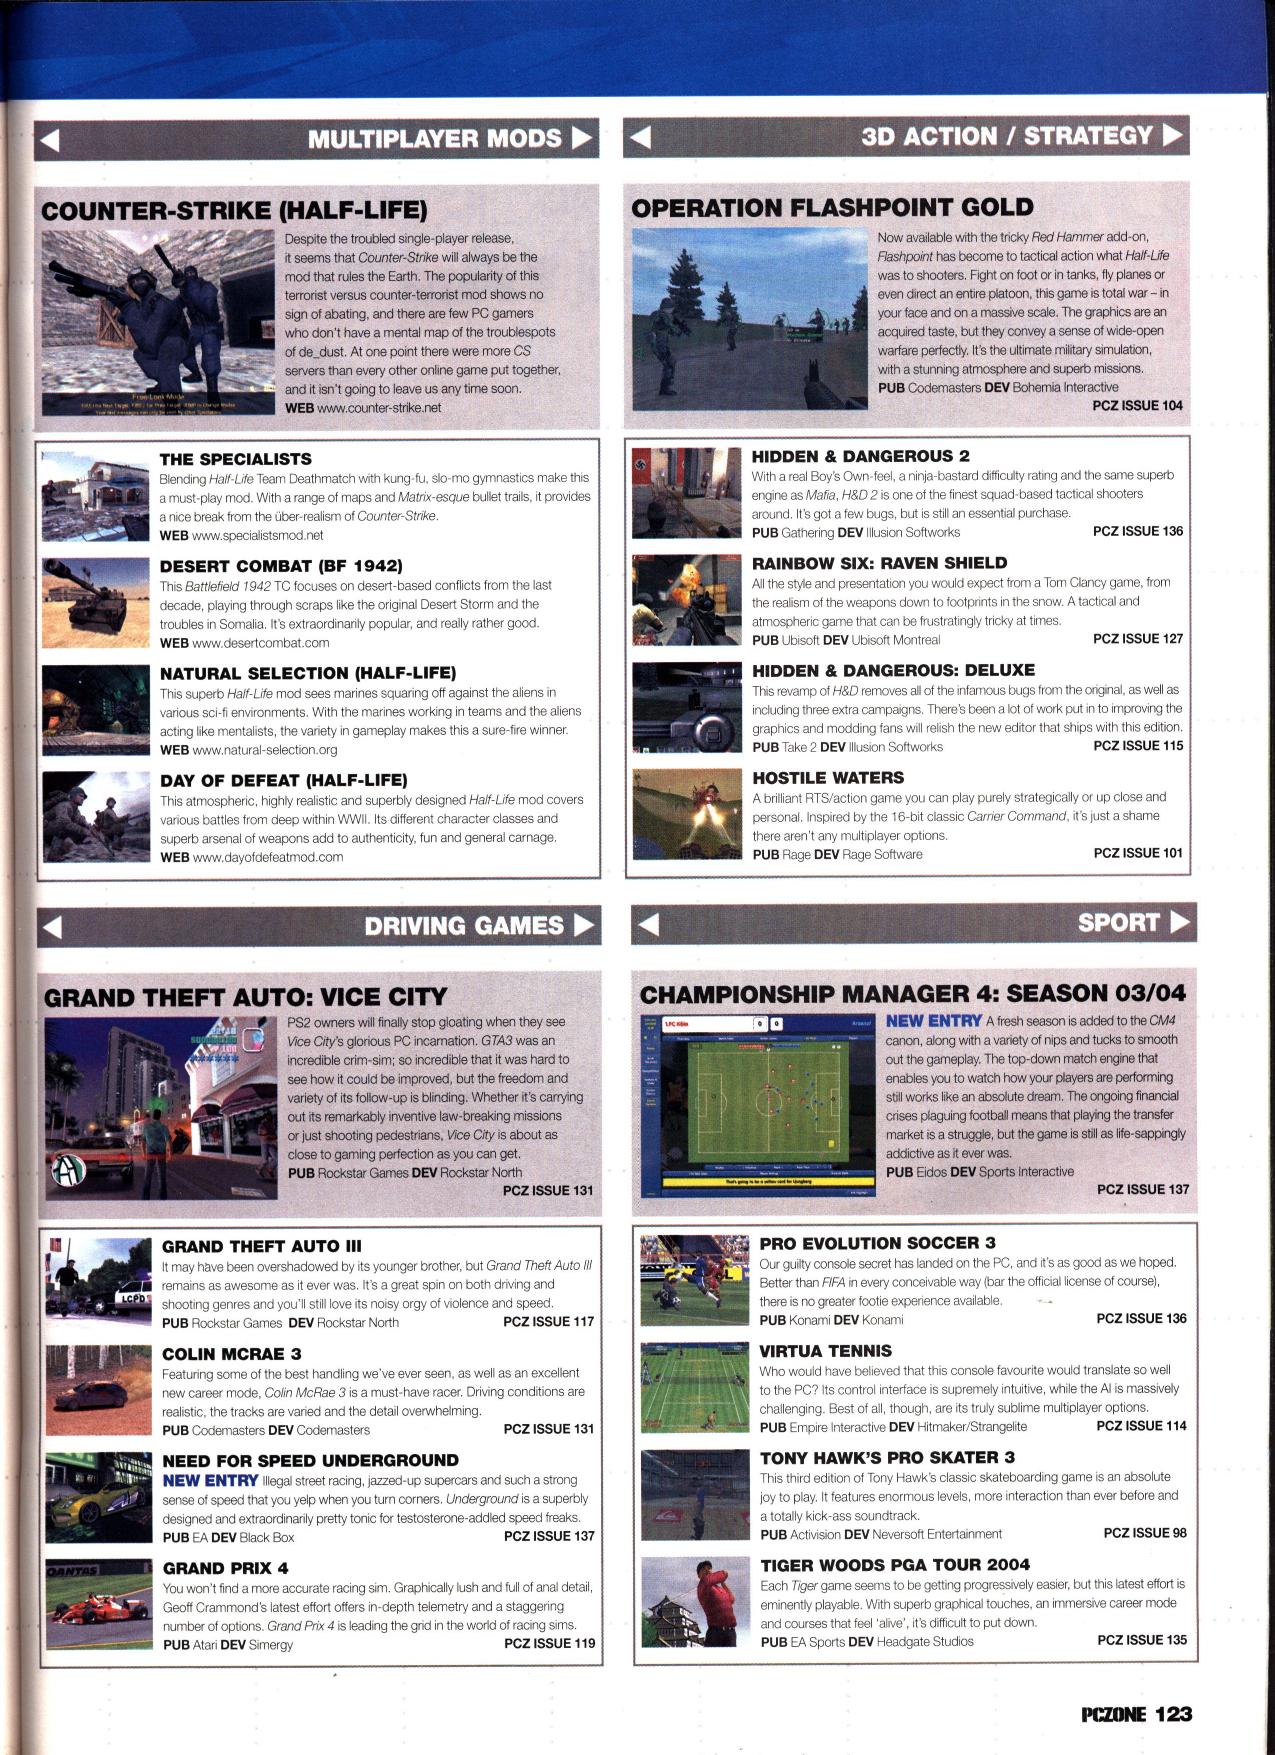 MULTIPLAYER MODS
COUNTER-STRIKE (HALF-LIFE)
Despite the troubled single-player release,
it seems that Counter-Strike will always be the
mod that rules the Earth. The popularity of this
terrorist versus counter-terrorist mod shows no
sign of abating, and there are few PC gamers
who don't have a mental map of the troublespots
of de_dust. At one point there were more CS
servers than every other online game put together,
and it isn't going to leave us any time soon.
WEB www.counter-strike.net
Free Look Mode
THE SPECIALISTS
Blending Half-Life Team Deathmatch with kung-fu, slo-mo gymnastics make this
a must-play mod. With a range of maps and Matrix-esque bullet trails, it provides
a nice break from the über-realism of Counter-Strike.
WEB www.specialistsmod.net
DESERT COMBAT (BF 1942)
This Battlefield 1942 TC focuses on desert-based conflicts from the last
decade, playing through scraps like the original Desert Storm and the
troubles in Somalia. It's extraordinarily popular, and really rather good.
WEB www.desertcombat.com
NATURAL SELECTION (HALF-LIFE)
This superb Half-Life mod sees marines squaring off against the aliens in
various sci-fi environments. With the marines working in teams and the aliens
acting like mentalists, the variety in gameplay makes this a sure-fire winner.
WEB www.natural-selection.org
DAY OF DEFEAT (HALF-LIFE)
This atmospheric, highly realistic and superbly designed Half-Life mod covers
various battles from deep within WWII. Its different character classes and
superb arsenal of weapons add to authenticity, fun and general carnage.
WEB www.dayofdefeatmod.com
3D ACTION / STRATEGY
OPERATION FLASHPOINT GOLD
Now available with the tricky Red Hammer add-on,
Flashpoint has become to tactical action what Half-Life
was to shooters. Fight on foot or in tanks, fly planes or
even direct an entire platoon, this game is total war – in
your face and on a massive scale. The graphics are an
acquired taste, but they convey a sense of wide-open
warfare perfectly. It's the ultimate military simulation,
with a stunning atmosphere and superb missions.
PUB Codemasters DEV Bohemia Interactive
PCZ ISSUE 104
HIDDEN & DANGEROUS 2
With a real Boy's Own-feel, a ninja-bastard difficulty rating and the same superb
engine as Mafia, H&D 2 is one of the finest squad-based tactical shooters
around. It's got a few bugs, but is still an essential purchase.
PUB Gathering DEV Illusion Softworks PCZ ISSUE 136
RAINBOW SIX: RAVEN SHIELD
All the style and presentation you would expect from a Tom Clancy game, from
the realism of the weapons down to footprints in the snow. A tactical and
atmospheric game that can be frustratingly tricky at times.
PUB Ubisoft DEV Ubisoft Montreal PCZ ISSUE 127
HIDDEN & DANGEROUS: DELUXE
This revamp of H&D removes all of the infamous bugs from the original, as well as
including three extra campaigns. There's been a lot of work put in to improving the
graphics and modding fans will relish the new editor that ships with this edition.
PUB Take 2 DEV Illusion Softworks PCZ ISSUE 115
HOSTILE WATERS
A brilliant RTS/action game you can play purely strategically or up close and
personal. Inspired by the 16-bit classic Carrier Command, it's just a shame
there aren't any multiplayer options.
PUB Rage DEV Rage Software PCZ ISSUE 101
DRIVING GAMES
GRAND THEFT AUTO: VICE CITY
PS2 owners will finally stop gloating when they see
Vice City's glorious PC incarnation. GTA3 was an
incredible crim-sim; so incredible that it was hard to
see how it could be improved, but the freedom and
variety of its follow-up is blinding. Whether it's carrying
out its remarkably inventive law-breaking missions
or just shooting pedestrians, Vice City is about as
close to gaming perfection as you can get.
PUB Rockstar Games DEV Rockstar North
PCZ ISSUE 131
GRAND THEFT AUTO III
It may have been overshadowed by its younger brother, but Grand Theft Auto III
remains as awesome as it ever was. It's a great spin on both driving and
shooting genres and you'll still love its noisy orgy of violence and speed.
PUB Rockstar Games DEV Rockstar North PCZ ISSUE 117
LCPD
COLIN MCRAE 3
Featuring some of the best handling we've ever seen, as well as an excellent
new career mode, Colin McRae 3 is a must-have racer. Driving conditions are
realistic, the tracks are varied and the detail overwhelming.
PUB Codemasters DEV Codemasters PCZ ISSUE 131
NEED FOR SPEED UNDERGROUND
NEW ENTRY Illegal street racing, jazzed-up supercars and such a strong
sense of speed that you yelp when you turn corners. Underground is a superbly
designed and extraordinarily pretty tonic for testosterone-addled speed freaks.
PUB EA DEV Black Box PCZ ISSUE 137
QANTAS
GRAND PRIX 4
You won't find a more accurate racing sim. Graphically lush and full of anal detail,
Geoff Crammond's latest effort offers in-depth telemetry and a staggering
number of options. Grand Prix 4 is leading the grid in the world of racing sims.
PUB Atari DEV Simergy PCZ ISSUE 119
SPORT
CHAMPIONSHIP MANAGER 4: SEASON 03/04
1.FC Köln 0 0 Arsenal
That's going to be a yellow card for Ljungberg
NEW ENTRY A fresh season is added to the CM4
canon, along with a variety of nips and tucks to smooth
out the gameplay. The top-down match engine that
enables you to watch how your players are performing
still works like an absolute dream. The ongoing financial
crises plaguing football means that playing the transfer
market is a struggle, but the game is still as life-sappingly
addictive as it ever was.
PUB Eidos DEV Sports Interactive
PCZ ISSUE 137
PRO EVOLUTION SOCCER 3
Our guilty console secret has landed on the PC, and it's as good as we hoped.
Better than FIFA in every conceivable way (bar the official license of course),
there is no greater footie experience available.
PUB Konami DEV Konami PCZ ISSUE 136
VIRTUA TENNIS
Who would have believed that this console favourite would translate so well
to the PC? Its control interface is supremely intuitive, while the AI is massively
challenging. Best of all, though, are its truly sublime multiplayer options.
PUB Empire Interactive DEV Hitmaker/Strangelite PCZ ISSUE 114
TONY HAWK'S PRO SKATER 3
This third edition of Tony Hawk's classic skateboarding game is an absolute
joy to play. It features enormous levels, more interaction than ever before and
a totally kick-ass soundtrack.
PUB Activision DEV Neversoft Entertainment PCZ ISSUE 98
TIGER WOODS PGA TOUR 2004
Each Tiger game seems to be getting progressively easier, but this latest effort is
eminently playable. With superb graphical touches, an immersive career mode
and courses that feel 'alive', it's difficult to put down.
PUB EA Sports DEV Headgate Studios PCZ ISSUE 135
PCZONE 123